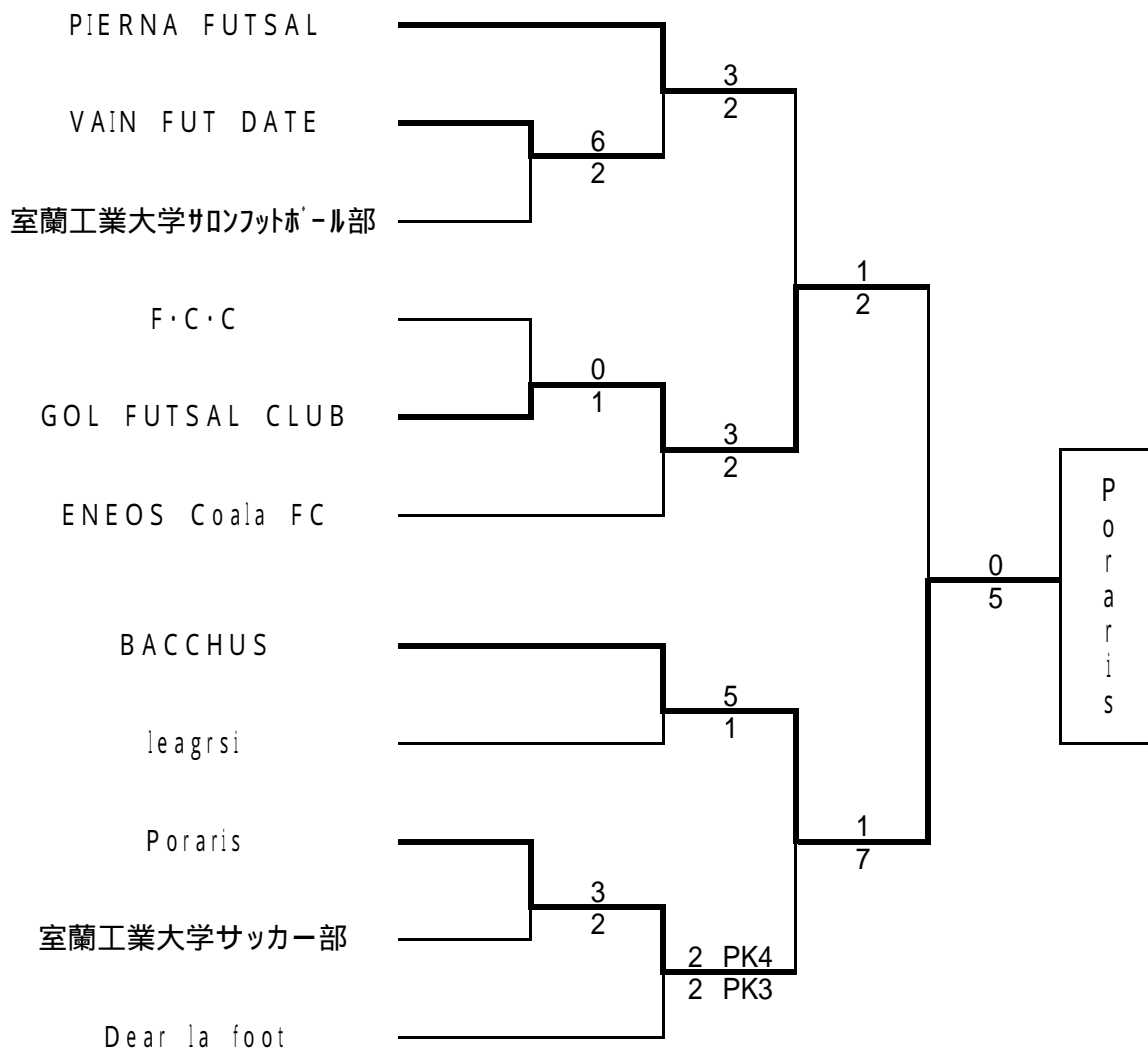 PIERNA FUTSAL
3
2
VAIN FUT DATE
6
2
室蘭工業大学サロンフットボール部
1
2
F・C・C
0
1
GOL FUTSAL CLUB
3
2
ENEOS Coala FC
Poraris
0
5
BACCHUS
5
1
leagrsi
1
7
Poraris
3
2
室蘭工業大学サッカー部
2 PK4
2 PK3
Dear la foot